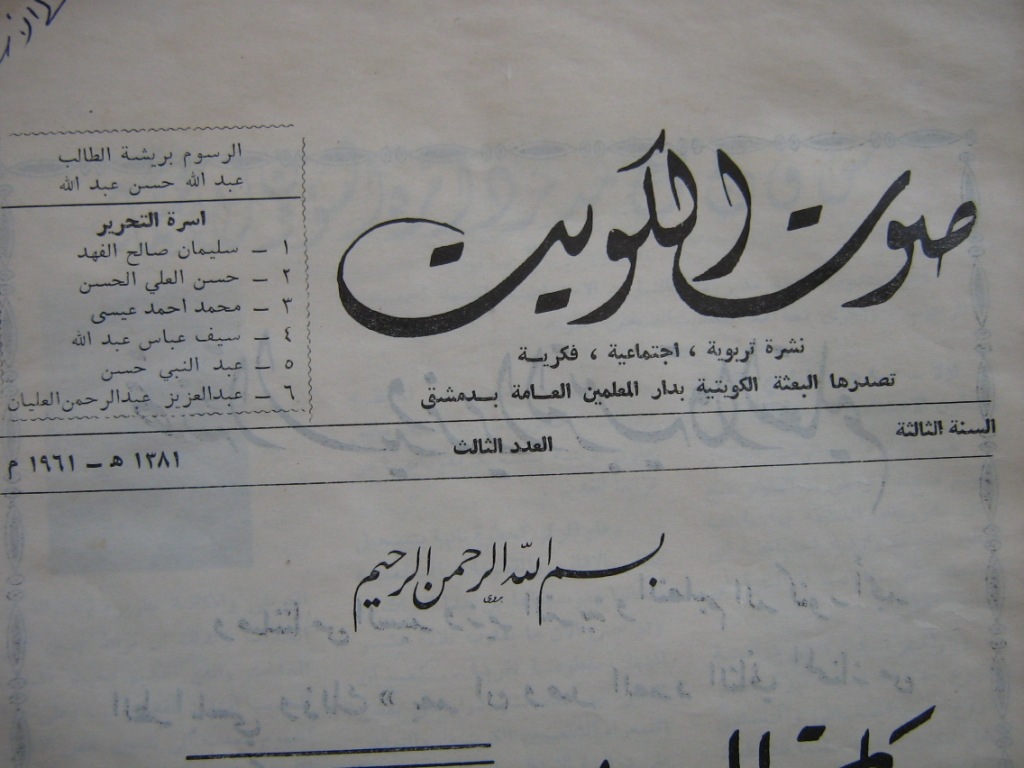 صوت الكويت
نشرة تربوية ، اجتماعية ، فكرية
تصدرها البعثة الكويتية بدار المعلمين العامة بدمشق
الرسوم بريشة الطالب
عبد الله حسن عبد الله
اسرة التحرير
١ – سليمان صالح الفهد
٢ – حسن العلي الحسن
٣ – محمد احمد عيسى
٤ – سيف عباس عبد الله
٥ – عبد النبي حسن
٦ – عبدالعزيز عبدالرحمن العليان
السنة الثالثة العدد الثالث ١٣٨١ هـ – ١٩٦١ م
بسم الله الرحمن الرحيم